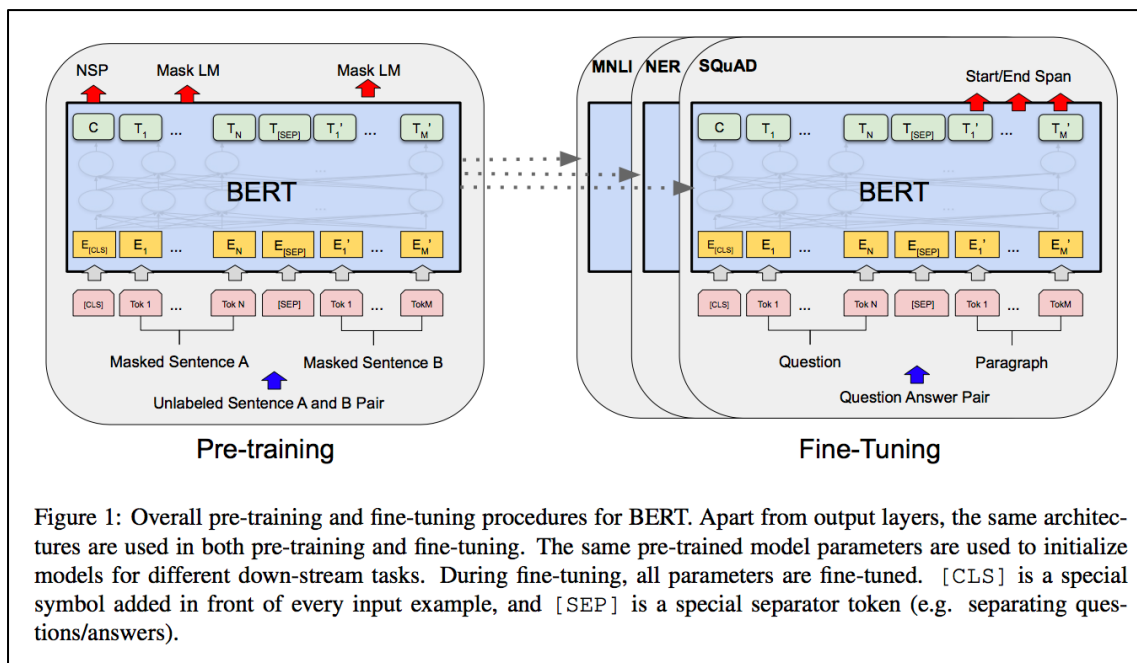 NSP Mask LM Mask LM
C T1 ... TN T[SEP] T1' ... TM'
...
BERT
...
E[CLS] E1 ... EN E[SEP] E1' ... EM'
[CLS] Tok 1 ... Tok N [SEP] Tok 1 ... TokM
Masked Sentence A Masked Sentence B
Unlabeled Sentence A and B Pair
Pre-training
MNLI NER SQuAD
Start/End Span
C T1 ... TN T[SEP] T1' ... TM'
...
BERT
...
E[CLS] E1 ... EN E[SEP] E1' ... EM'
[CLS] Tok 1 ... Tok N [SEP] Tok 1 ... TokM
Question Paragraph
Question Answer Pair
Fine-Tuning
Figure 1: Overall pre-training and fine-tuning procedures for BERT. Apart from output layers, the same architec-
tures are used in both pre-training and fine-tuning. The same pre-trained model parameters are used to initialize
models for different down-stream tasks. During fine-tuning, all parameters are fine-tuned. [CLS] is a special
symbol added in front of every input example, and [SEP] is a special separator token (e.g. separating ques-
tions/answers).